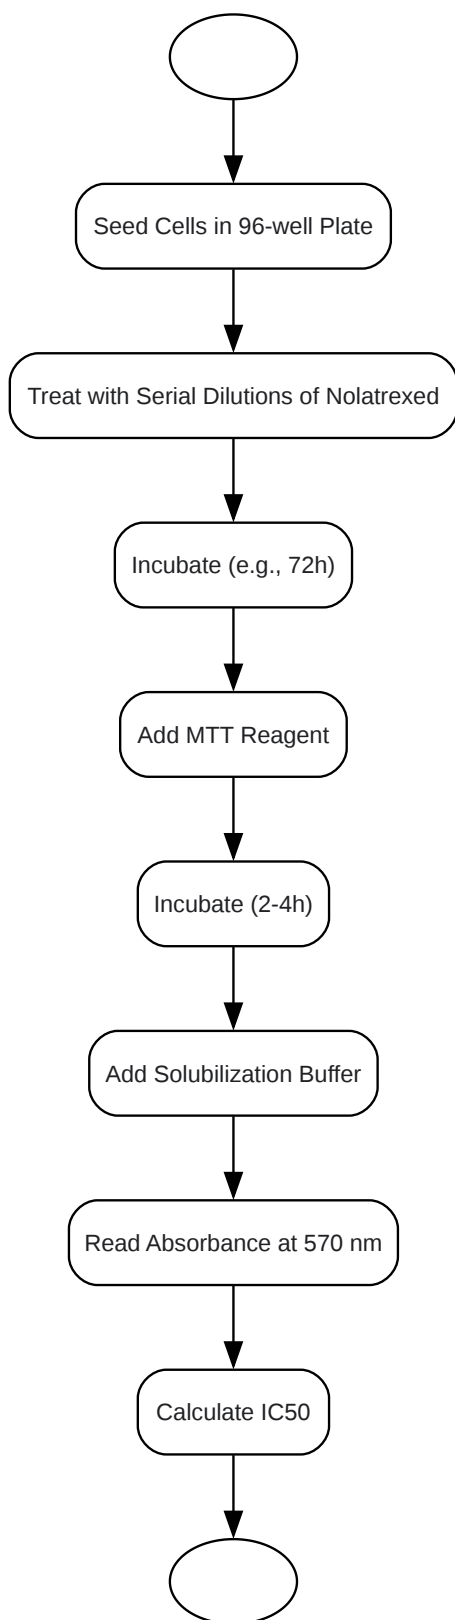 Seed Cells in 96-well Plate
Treat with Serial Dilutions of Nolatrexed
Incubate (e.g., 72h)
Add MTT Reagent
Incubate (2-4h)
Add Solubilization Buffer
Read Absorbance at 570 nm
Calculate IC50